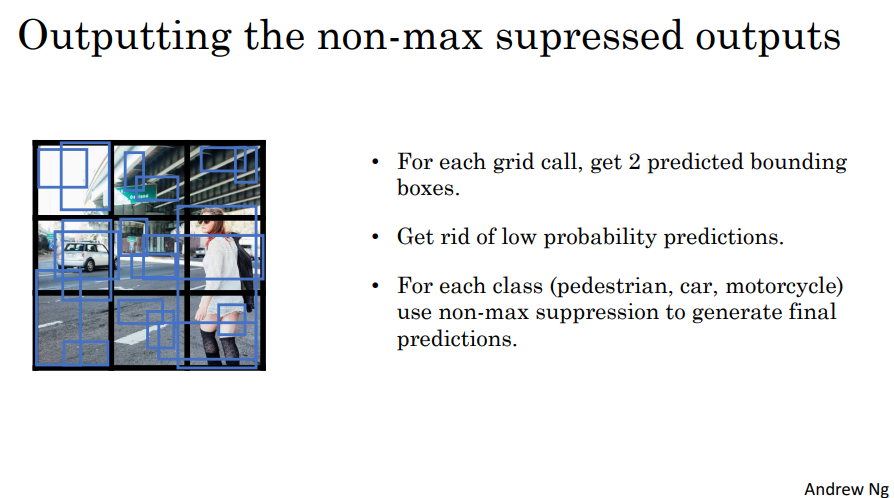 Outputting the non-max supressed outputs
• For each grid call, get 2 predicted bounding
boxes.
• Get rid of low probability predictions.
• For each class (pedestrian, car, motorcycle)
use non-max suppression to generate final
predictions.
Andrew Ng